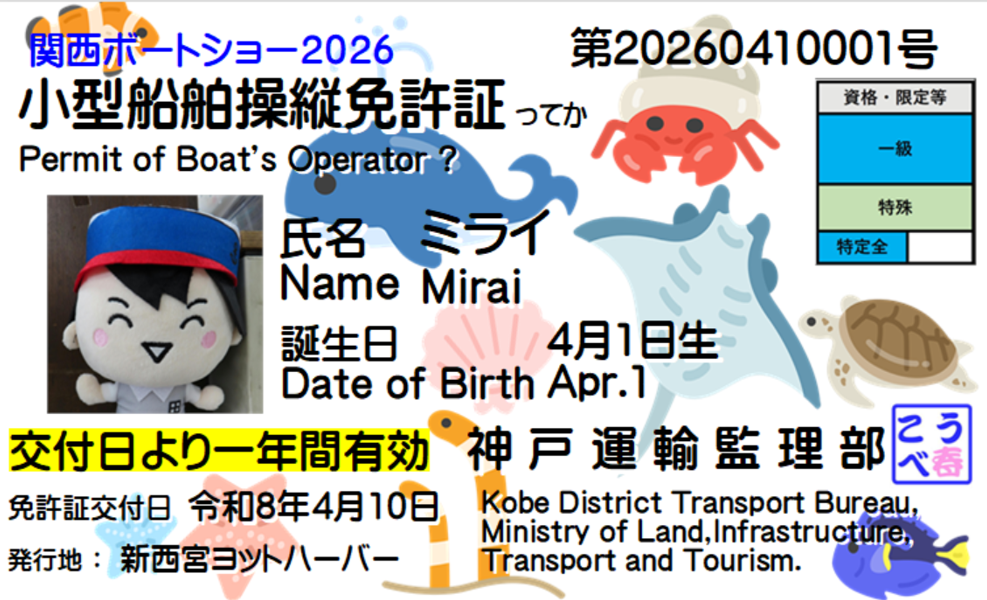 関西ボートショー2026
第20260410001号
小型船舶操縦免許証 ってか
Permit of Boat's Operator ?
資格・限定等
一級
特殊
特定全
氏名 ミライ
Name Mirai
誕生日 4月1日生
Date of Birth Apr.1
交付日より一年間有効
神戸運輸監理部
こう
べ春
免許証交付日 令和8年4月10日
Kobe District Transport Bureau,
Ministry of Land,Infrastructure,
Transport and Tourism.
発行地： 新西宮ヨットハーバー